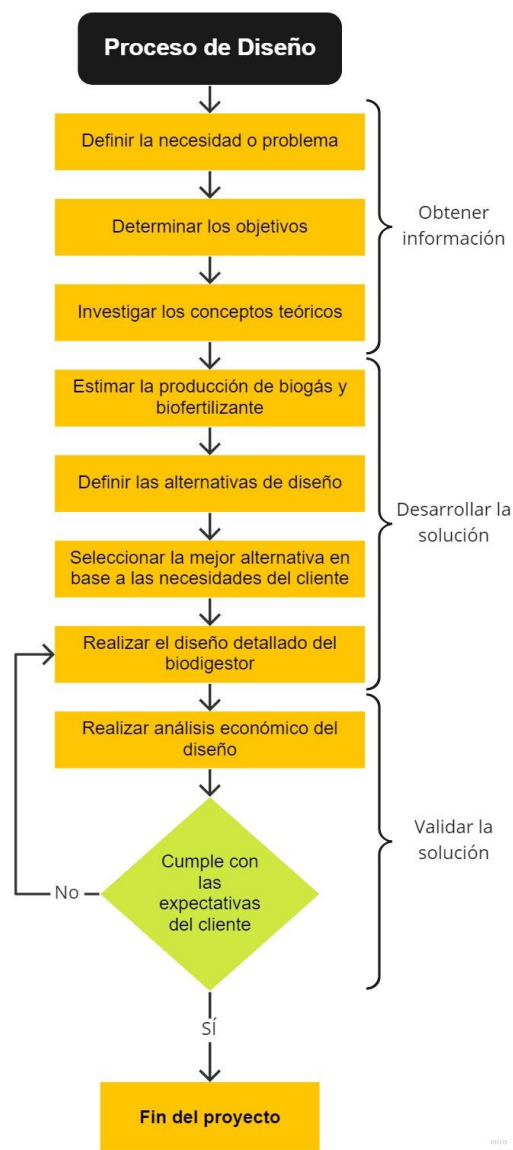 Proceso de Diseño
Definir la necesidad o problema
Determinar los objetivos
Investigar los conceptos teóricos
Obtener
información
Estimar la producción de biogás y
biofertilizante
Definir las alternativas de diseño
Seleccionar la mejor alternativa en
base a las necesidades del cliente
Realizar el diseño detallado del
biodigestor
Desarrollar la
solución
Realizar análisis económico del
diseño
Cumple con
las
expectativas
del cliente
Validar la
solución
No
SÍ
Fin del proyecto
miro